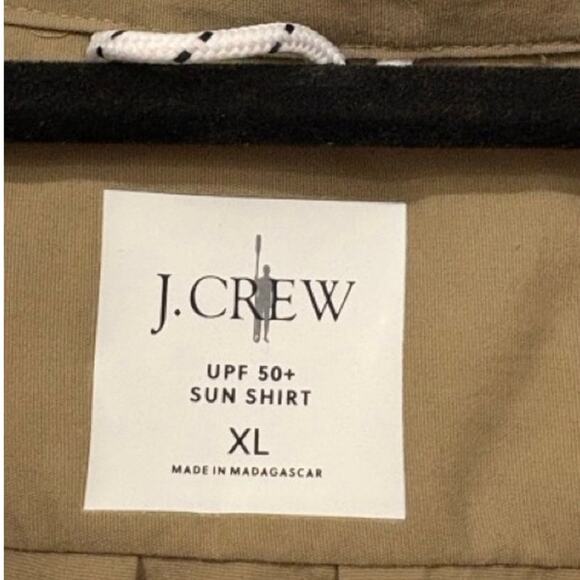 J.CREW
UPF 50+
SUN SHIRT
XL
MADE IN MADAGASCAR